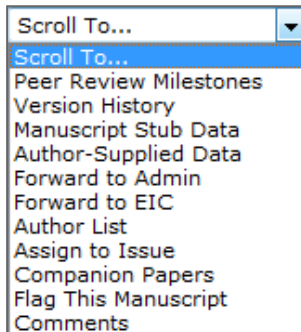 Scroll To...
Scroll To...
Peer Review Milestones
Version History
Manuscript Stub Data
Author-Supplied Data
Forward to Admin
Forward to EIC
Author List
Assign to Issue
Companion Papers
Flag This Manuscript
Comments